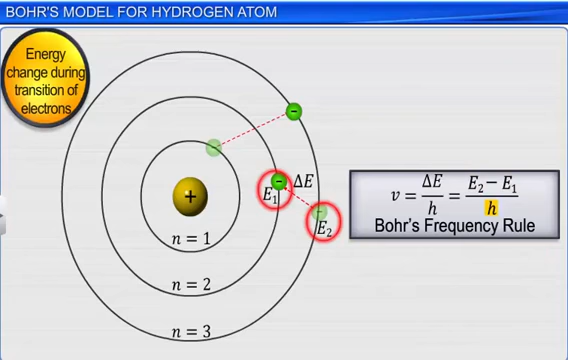 BOHR'S MODEL FOR HYDROGEN ATOM
Energy
change during
transition of
electrons
+
−
−
−
E₁
ΔE
E₂
n = 1
n = 2
n = 3
v = ΔE/h = (E₂ − E₁)/h
Bohr's Frequency Rule